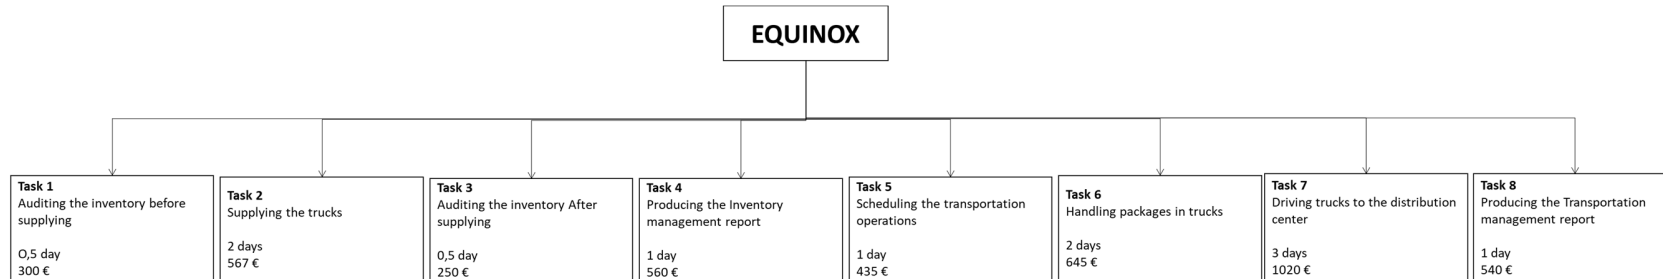 EQUINOX
Task 1
Auditing the inventory before
supplying
O,5 day
300 €
Task 2
Supplying the trucks
2 days
567 €
Task 3
Auditing the inventory After
supplying
0,5 day
250 €
Task 4
Producing the Inventory
management report
1 day
560 €
Task 5
Scheduling the transportation
operations
1 day
435 €
Task 6
Handling packages in trucks
2 days
645 €
Task 7
Driving trucks to the distribution
center
3 days
1020 €
Task 8
Producing the Transportation
management report
1 day
540 €